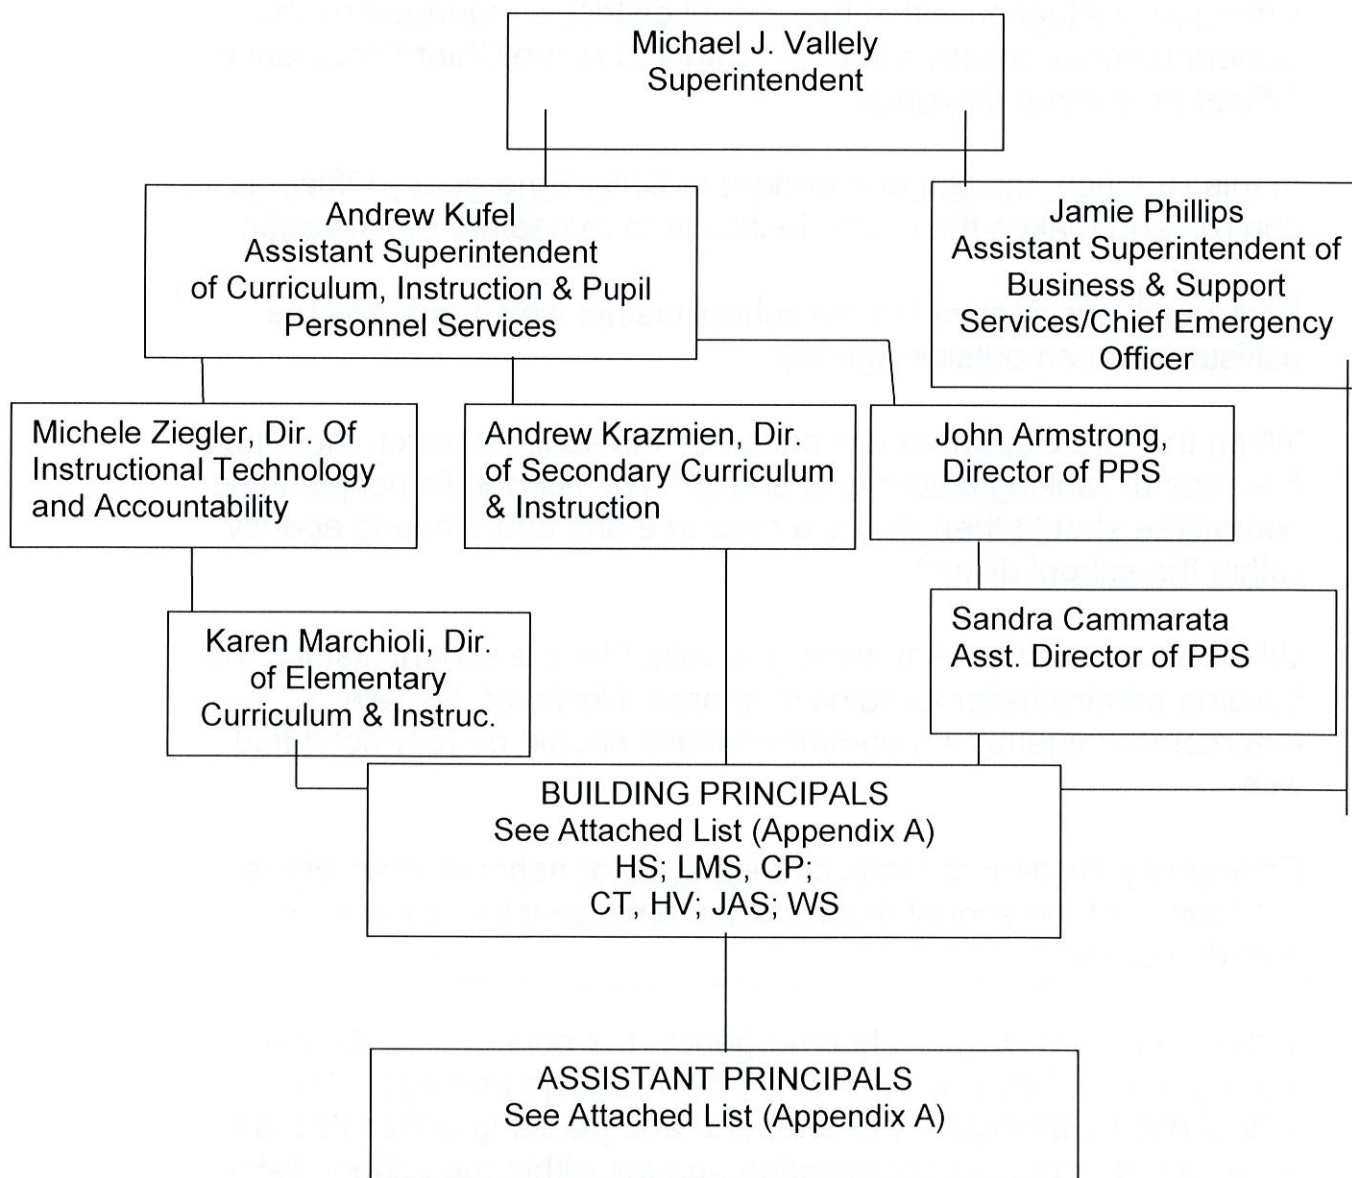 Michael J. Vallely
Superintendent
Andrew Kufel
Assistant Superintendent
of Curriculum, Instruction & Pupil
Personnel Services
Jamie Phillips
Assistant Superintendent of
Business & Support
Services/Chief Emergency
Officer
Michele Ziegler, Dir. Of
Instructional Technology
and Accountability
Andrew Krazmien, Dir.
of Secondary Curriculum
& Instruction
John Armstrong,
Director of PPS
Karen Marchioli, Dir.
of Elementary
Curriculum & Instruc.
Sandra Cammarata
Asst. Director of PPS
BUILDING PRINCIPALS
See Attached List (Appendix A)
HS; LMS, CP;
CT, HV; JAS; WS
ASSISTANT PRINCIPALS
See Attached List (Appendix A)